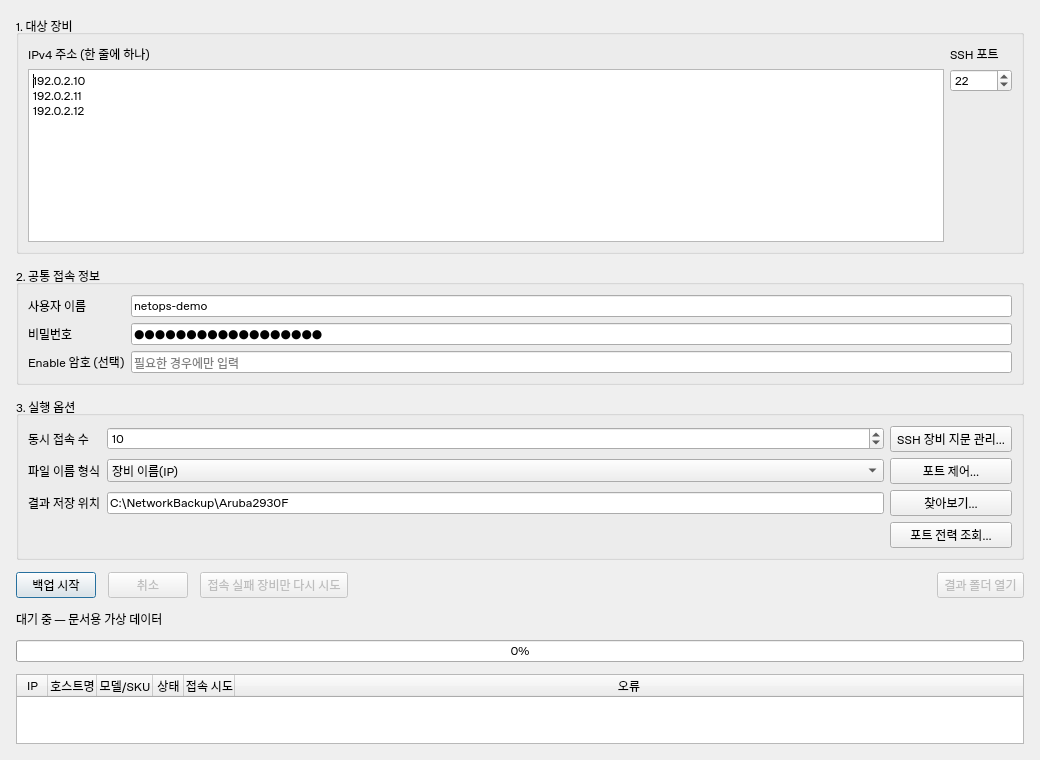 1. 대상 장비
IPv4 주소 (한 줄에 하나)
SSH 포트
192.0.2.10
192.0.2.11
192.0.2.12
22
2. 공통 접속 정보
사용자 이름
netops-demo
비밀번호
●●●●●●●●●●●●●●●●●●
Enable 암호 (선택)
필요한 경우에만 입력
3. 실행 옵션
동시 접속 수
10
SSH 장비 지문 관리...
파일 이름 형식
장비 이름(IP)
포트 제어...
결과 저장 위치
C:\NetworkBackup\Aruba2930F
찾아보기...
포트 전력 조회...
백업 시작
취소
접속 실패 장비만 다시 시도
결과 폴더 열기
대기 중 — 문서용 가상 데이터
0%
IP
호스트명
모델/SKU
상태
접속 시도
오류